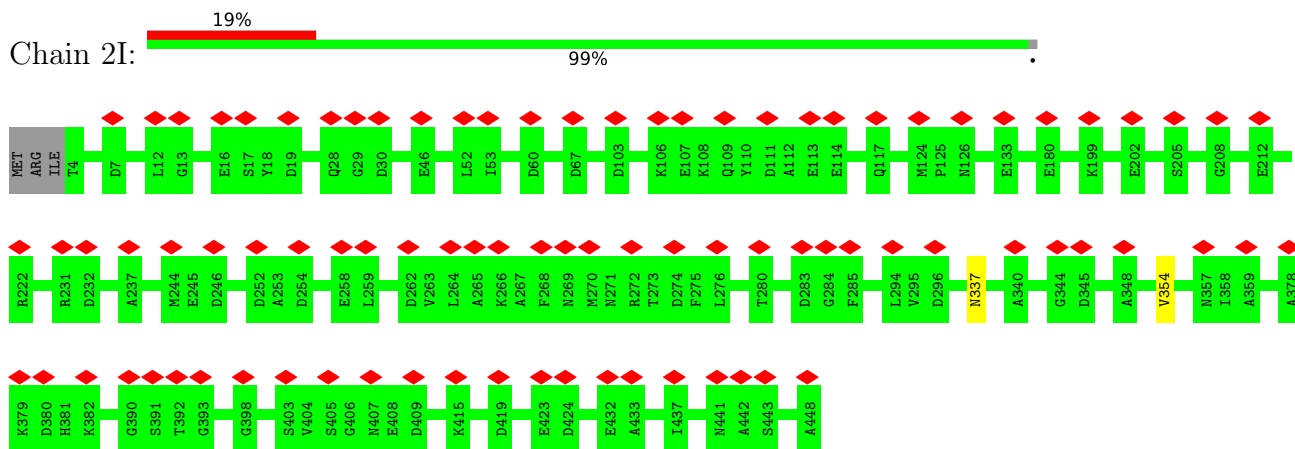 19%
Chain 2I:
99%
.
MET ARG ILE T4 D7 L12 G13 E16 S17 Y18 D19 Q28 G29 D30 E46 L52 I53 D60 D67 D103 K106 E107 K108 Q109 Y110 D111 A112 E113 E114 Q117 M124 P125 N126 E133 E180 K199 E202 S205 G208 E212
R222 R231 D232 A237 M244 E245 D246 D252 A253 D254 E258 L259 D262 V263 L264 A265 K266 A267 F268 N269 M270 N271 R272 T273 D274 F275 L276 T280 D283 G284 F285 L294 V295 D296 N337 A340 G344 D345 A348 V354 N357 I358 A359 A378
K379 D380 H381 K382 G390 S391 T392 G393 G398 S403 V404 S405 G406 N407 E408 D409 K415 D419 E423 D424 E432 A433 I437 N441 A442 S443 A448